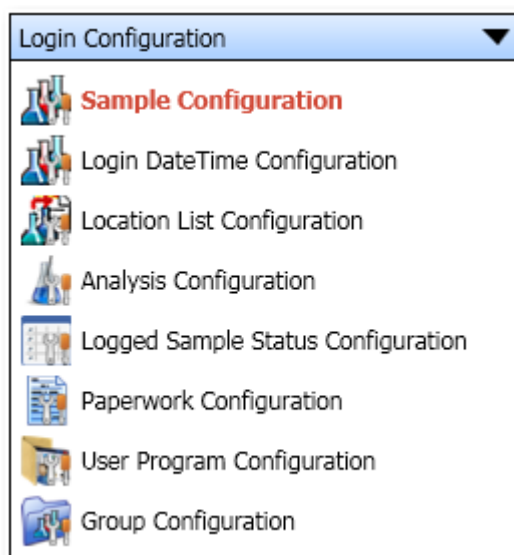 Login Configuration
Sample Configuration
Login DateTime Configuration
Location List Configuration
Analysis Configuration
Logged Sample Status Configuration
Paperwork Configuration
User Program Configuration
Group Configuration